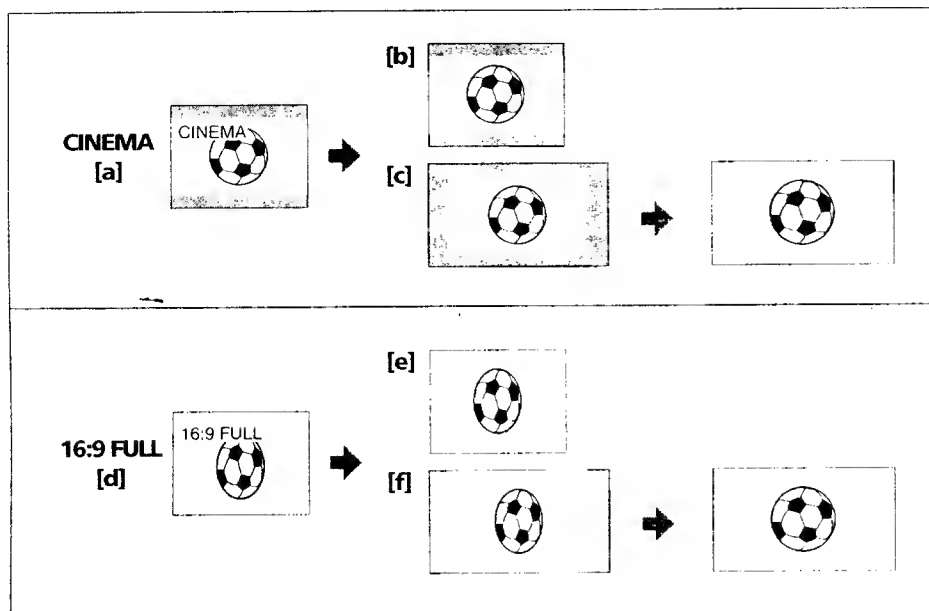 [b]
CINEMA
[a]
CINEMA
[c]
[e]
16:9 FULL
[d]
16:9 FULL
[f]